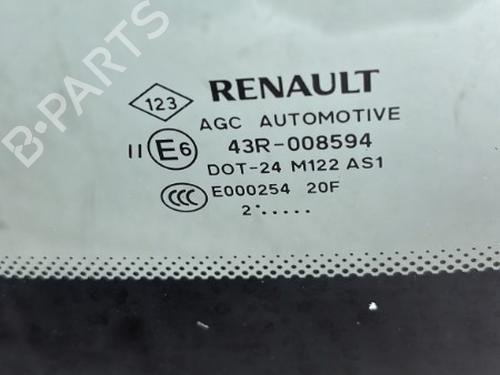 B-PARTS
123 RENAULT
AGC AUTOMOTIVE
II E6 43R-008594
DOT-24 M122 AS1
CCC E000254 20F
2˙.....